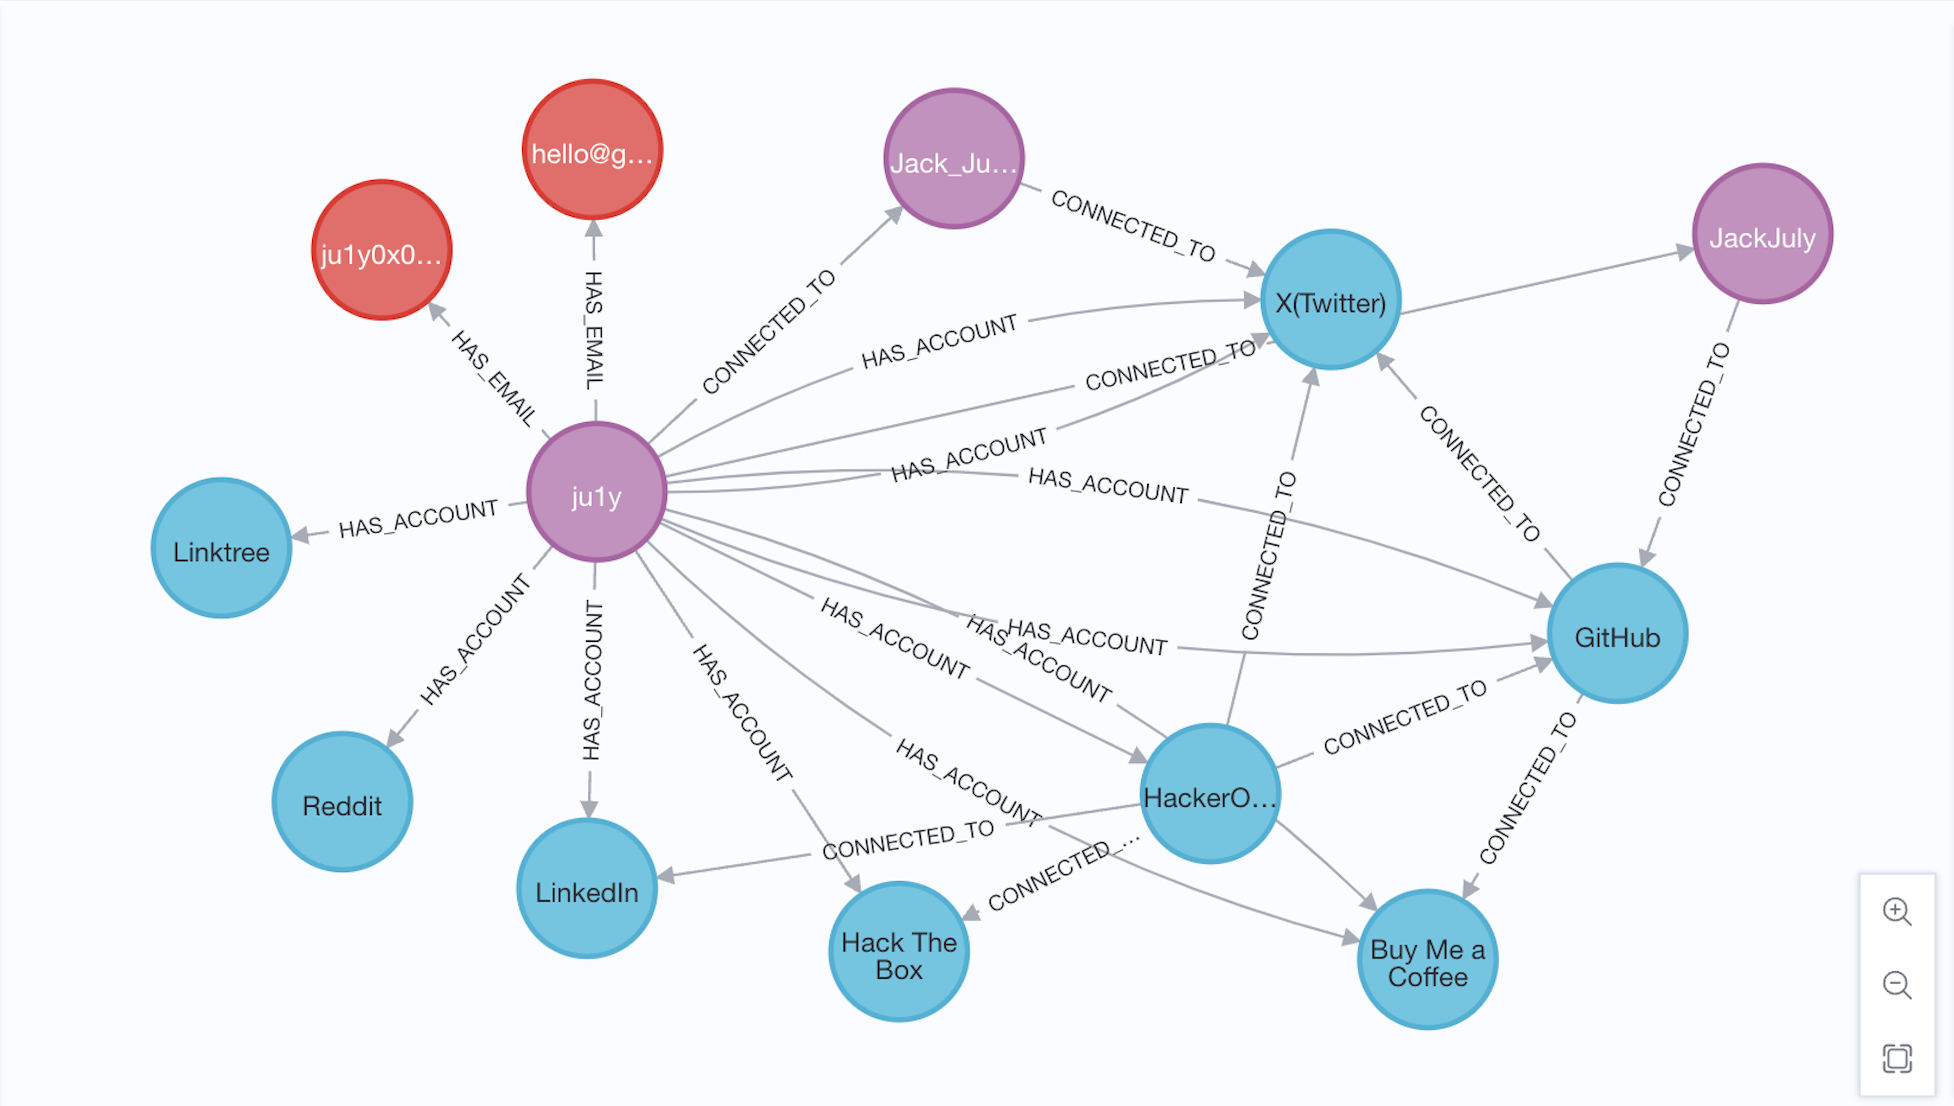 hello@g...
Jack_Ju...
ju1y0x0...
JackJuly
CONNECTED_TO
X(Twitter)
HAS_EMAIL
HAS_EMAIL
CONNECTED_TO
HAS_ACCOUNT
CONNECTED_TO
CONNECTED_TO
CONNECTED_TO
HAS_ACCOUNT
HAS_ACCOUNT
ju1y
HAS_ACCOUNT
Linktree
CONNECTED_TO
HAS_ACCOUNT
HAS_ACCOUNT
HAS_ACCOUNT
HAS_ACCOUNT
HAS_ACCOUNT
GitHub
HAS_ACCOUNT
CONNECTED_TO
HAS_ACCOUNT
CONNECTED_TO
Reddit
HackerO...
CONNECTED_TO
CONNECTED_...
LinkedIn
Hack The
Box
Buy Me a
Coffee